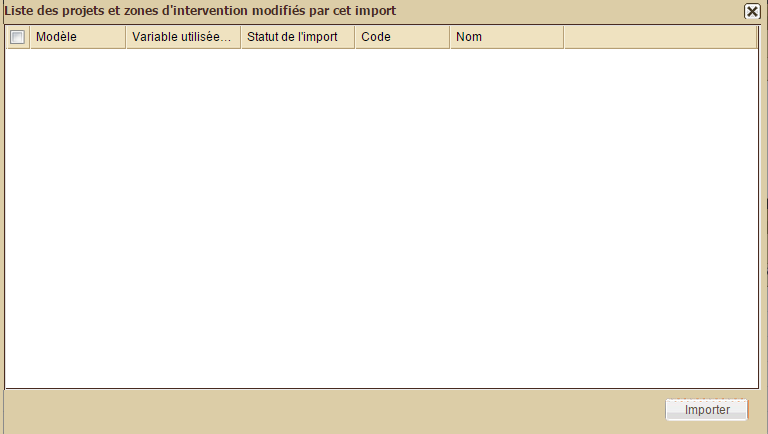 Liste des projets et zones d'intervention modifiés par cet import
Modèle Variable utilisée... Statut de l'import Code Nom
Importer